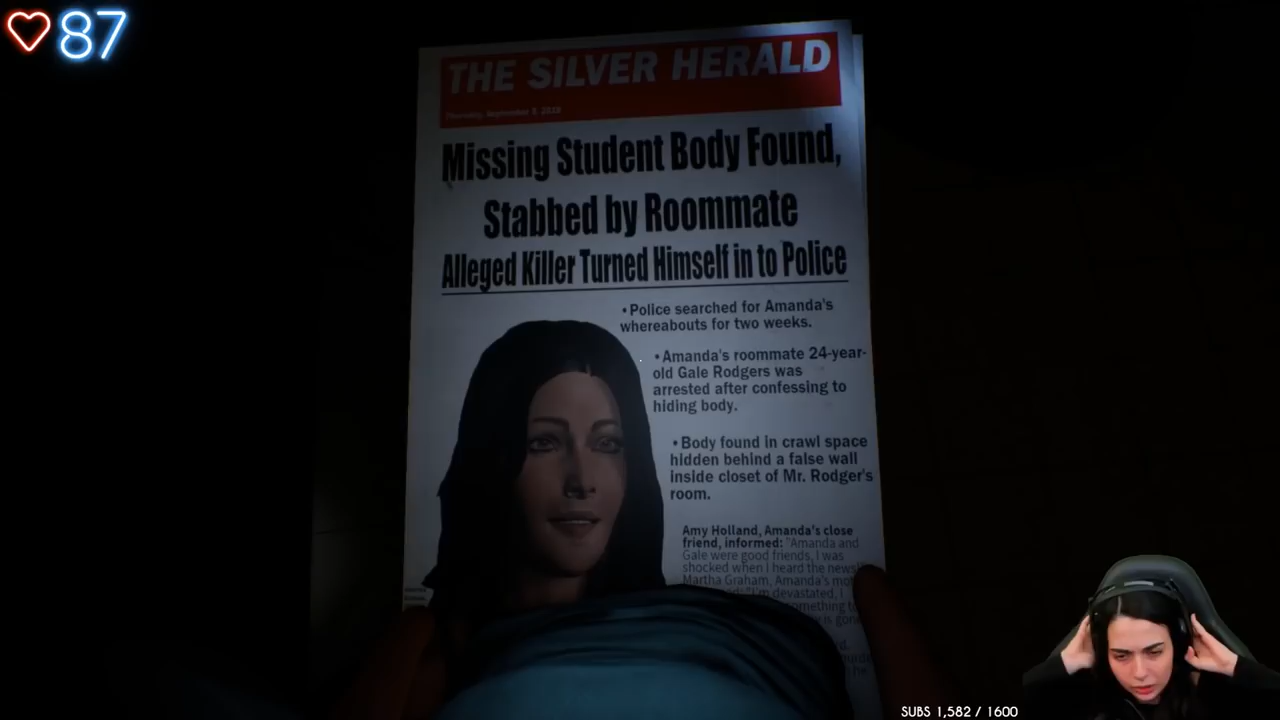 87
THE SILVER HERALD
Thursday, September
Missing Student Body Found,
Stabbed by Roommate
Alleged Killer Turned Himself in to Police
• Police searched for Amanda's
whereabouts for two weeks.
• Amanda's roommate 24-year-
old Gale Rodgers was
arrested after confessing to
hiding body.
• Body found in crawl space
hidden behind a false wall
inside closet of Mr. Rodger's
room.
Amy Holland, Amanda's close
friend, informed: "Amanda and
Gale were good friends, I was
shocked when I heard the news
Martha Graham, Amanda's
"I'm devastated, I
something
is
SUBS 1,582 / 1600